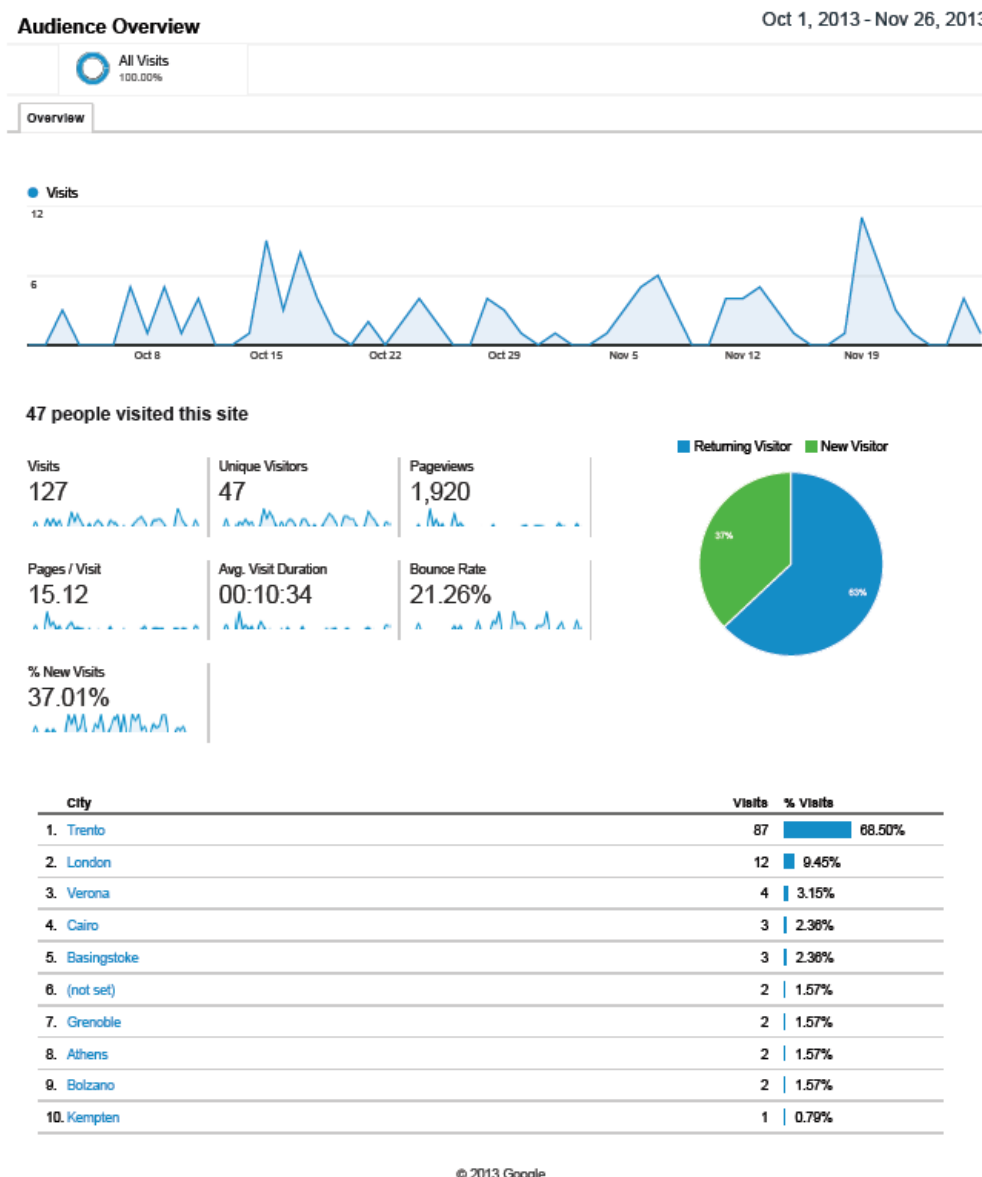 Audience Overview
Oct 1, 2013 - Nov 26, 2013
All Visits
100.00%
Overview
Visits
12
6
Oct 8 Oct 15 Oct 22 Oct 29 Nov 5 Nov 12 Nov 19
47 people visited this site
Returning Visitor New Visitor
Visits Unique Visitors Pageviews
127 47 1,920
37%
63%
Pages / Visit Avg. Visit Duration Bounce Rate
15.12 00:10:34 21.26%
% New Visits
37.01%
City Visits % Visits
1. Trento 87 68.50%
2. London 12 9.45%
3. Verona 4 3.15%
4. Cairo 3 2.36%
5. Basingstoke 3 2.36%
6. (not set) 2 1.57%
7. Grenoble 2 1.57%
8. Athens 2 1.57%
9. Bolzano 2 1.57%
10. Kempten 1 0.79%
© 2013 Google